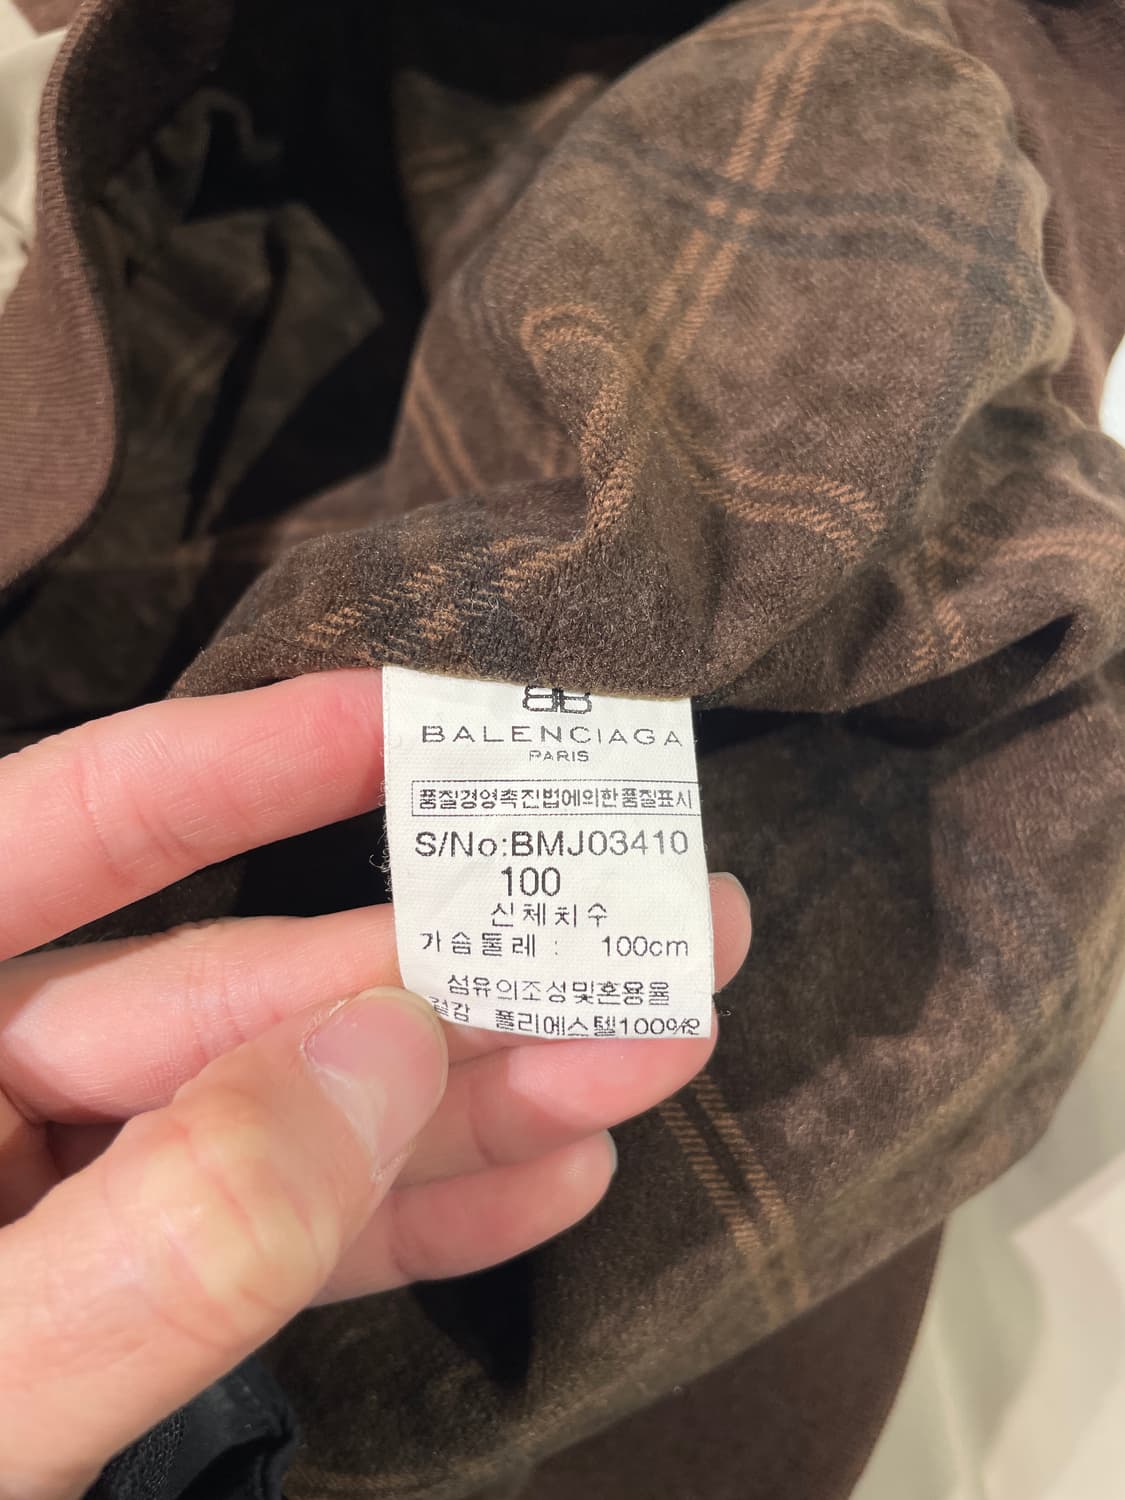 BB
BALENCIAGA
PARIS
품질경영촉진법에의한품질표시
S/No:BMJ03410
100
신체치수
가슴둘레 : 100cm
섬유의조성및혼용율
겉감 폴리에스텔100%